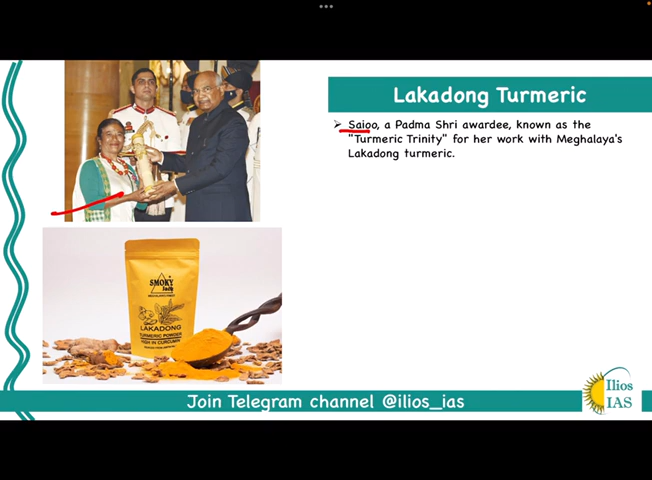 Lakadong Turmeric
➢ Saioo, a Padma Shri awardee, known as the
"Turmeric Trinity" for her work with Meghalaya's
Lakadong turmeric.
SMOKY
LAKADONG
TURMERIC POWDER
HIGH IN CURCUMIN
Join Telegram channel @ilios_ias
Ilios
IAS